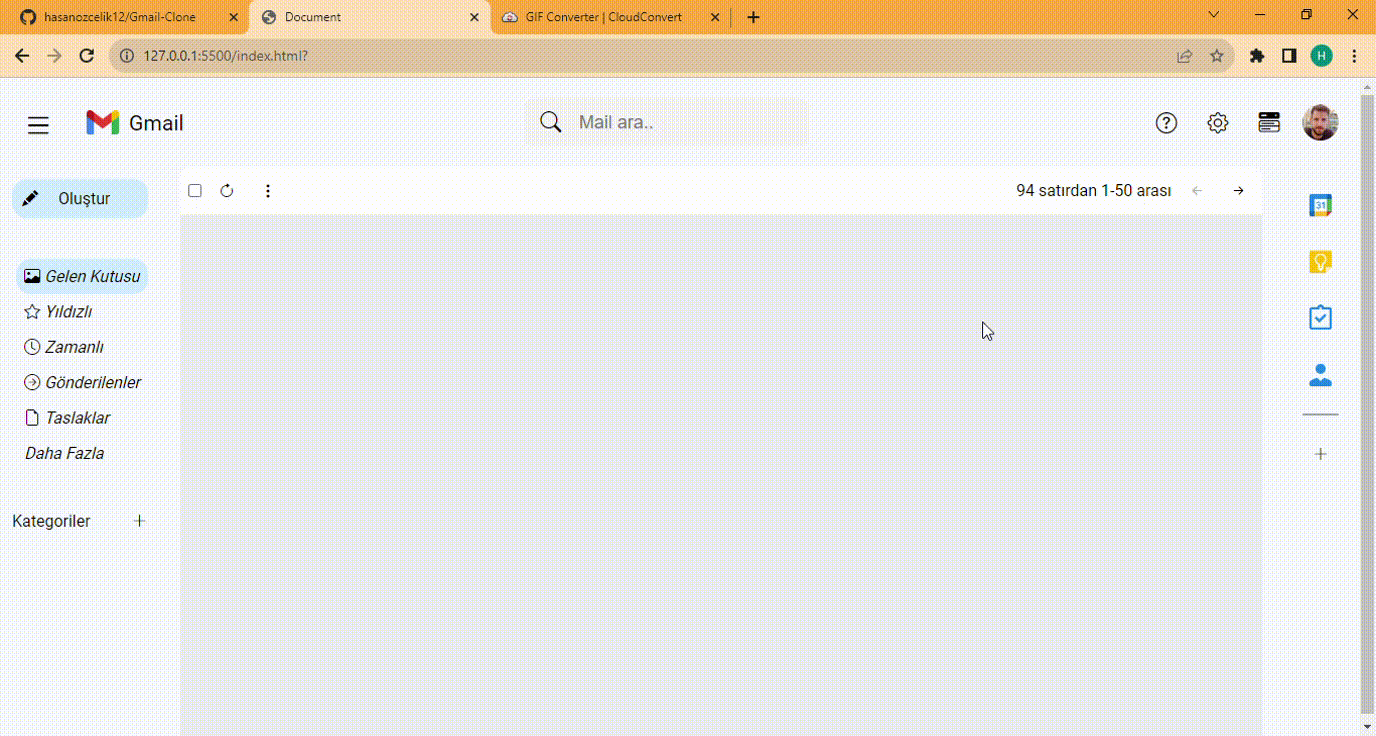 hasanozcelik12/Gmail-Clone
Document
GIF Converter | CloudConvert
127.0.0.1:5500/index.html?
H
Gmail
Mail ara..
Oluştur
94 satırdan 1-50 arası
31
Gelen Kutusu
Yıldızlı
Zamanlı
Gönderilenler
Taslaklar
Daha Fazla
Kategoriler